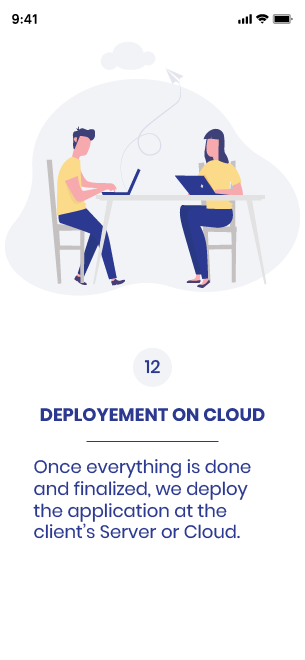 9:41
12
DEPLOYEMENT ON CLOUD
Once everything is done
and finalized, we deploy
the application at the
client's Server or Cloud.